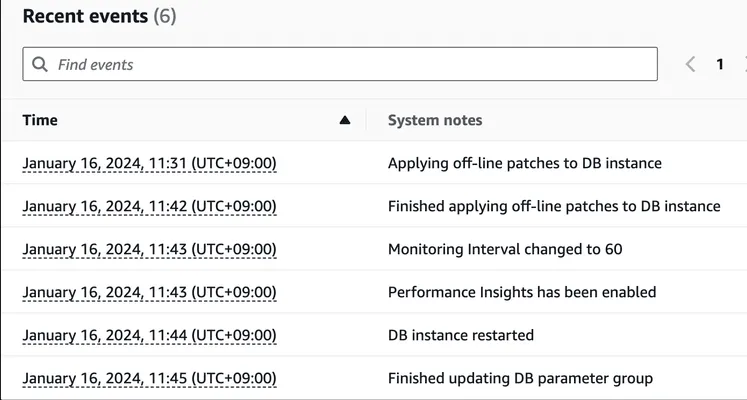 Recent events (6)
Find events
1
Time System notes
January 16, 2024, 11:31 (UTC+09:00) Applying off-line patches to DB instance
January 16, 2024, 11:42 (UTC+09:00) Finished applying off-line patches to DB instance
January 16, 2024, 11:43 (UTC+09:00) Monitoring Interval changed to 60
January 16, 2024, 11:43 (UTC+09:00) Performance Insights has been enabled
January 16, 2024, 11:44 (UTC+09:00) DB instance restarted
January 16, 2024, 11:45 (UTC+09:00) Finished updating DB parameter group